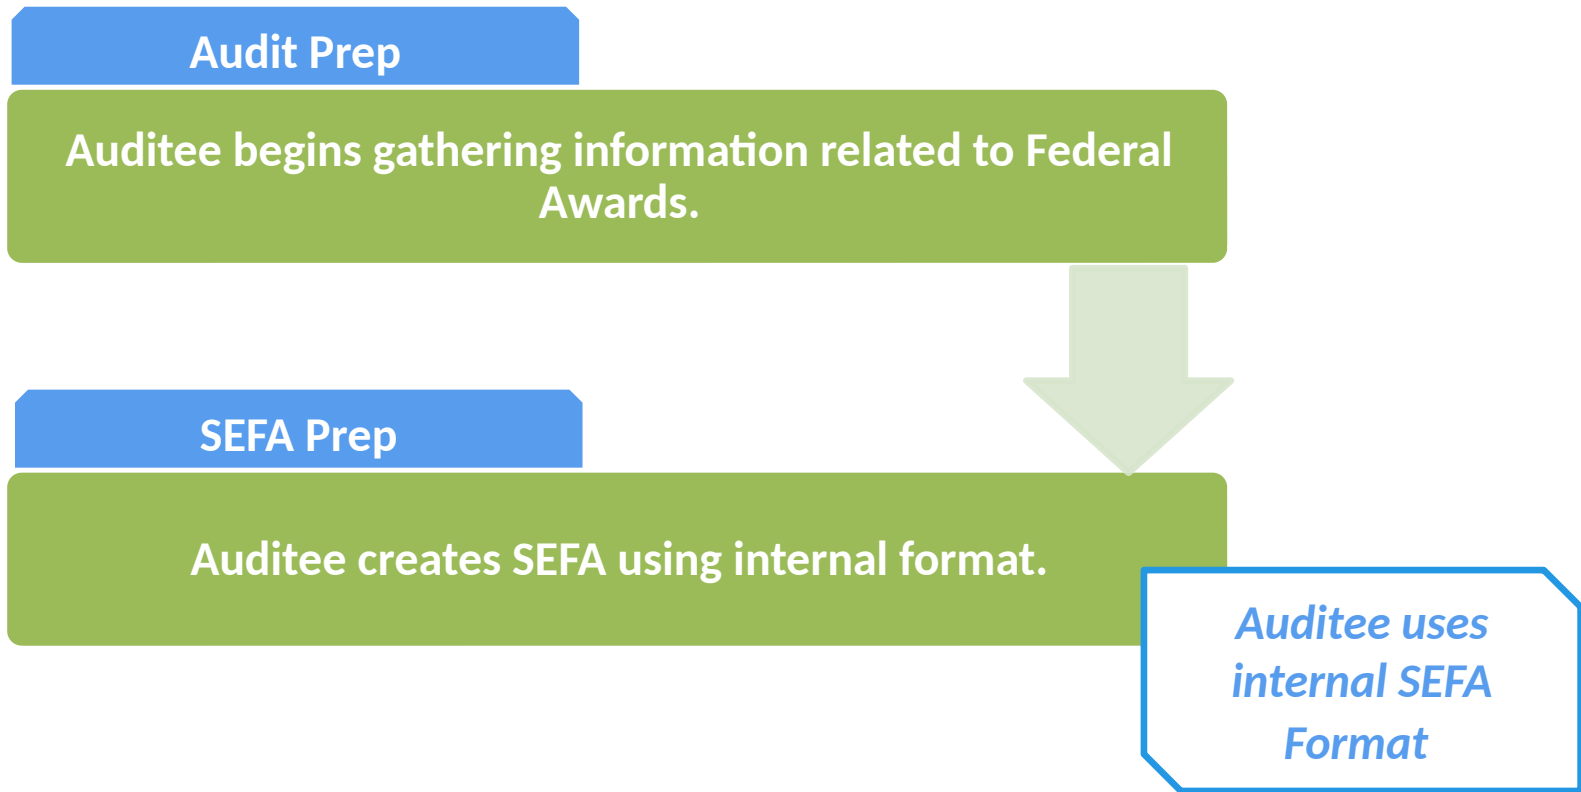 Audit Prep
Auditee begins gathering information related to Federal
Awards.
SEFA Prep
Auditee creates SEFA using internal format.
Auditee uses
internal SEFA
Format